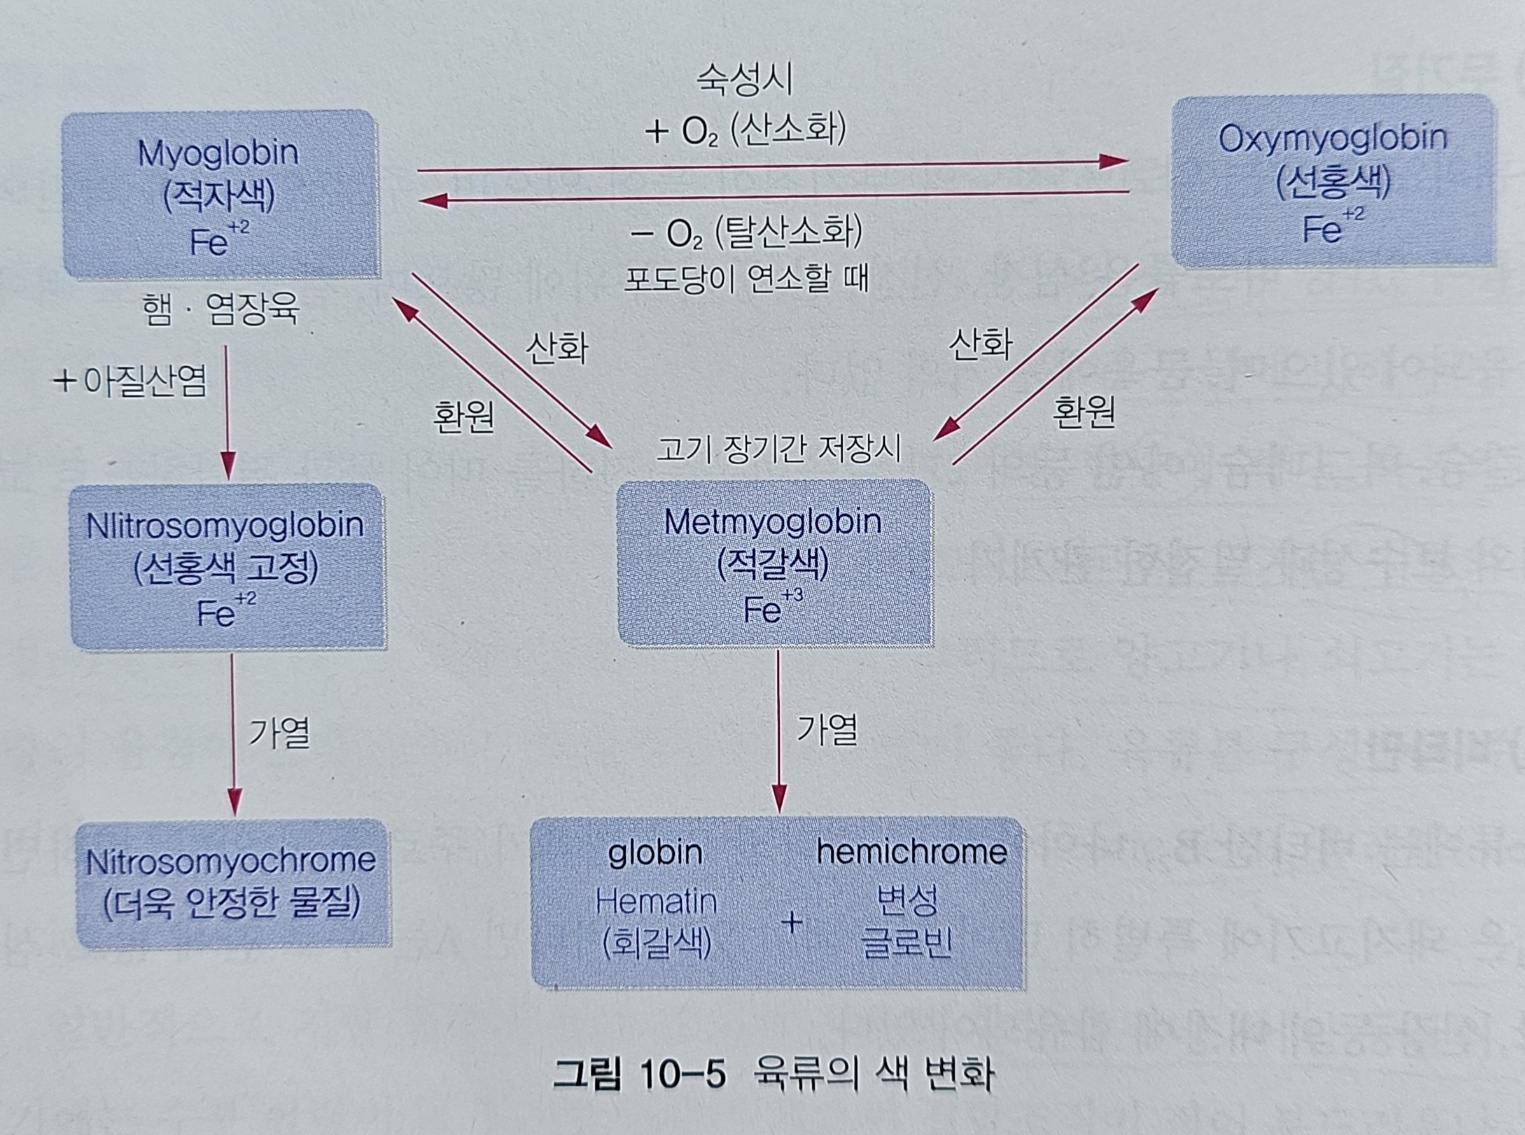 숙성시
+ O₂ (산소화)
Myoglobin
(적자색)
Fe⁺²
Oxymyoglobin
(선홍색)
Fe⁺²
− O₂ (탈산소화)
포도당이 연소할 때
햄 · 염장육
+아질산염
산화
환원
산화
환원
고기 장기간 저장시
Nlitrosomyoglobin
(선홍색 고정)
Fe⁺²
Metmyoglobin
(적갈색)
Fe⁺³
가열
가열
Nitrosomyochrome
(더욱 안정한 물질)
globin hemichrome
Hematin + 변성
(회갈색) 글로빈
그림 10–5 육류의 색 변화